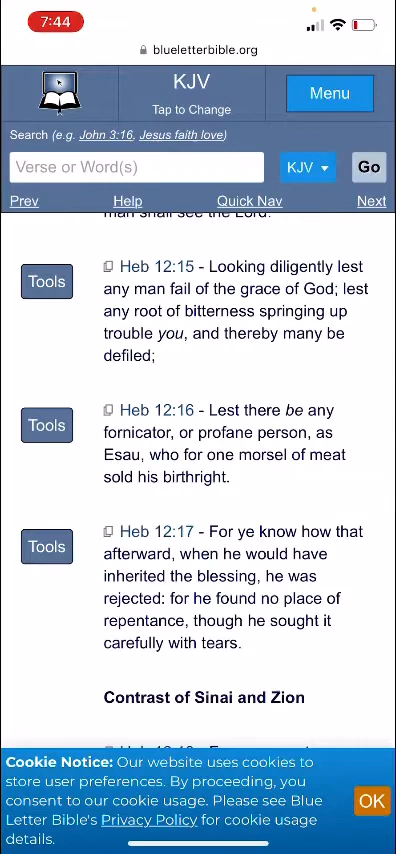 7:44
blueletterbible.org
KJV
Tap to Change
Menu
Search (e.g. John 3:16, Jesus faith love)
Verse or Word(s)
KJV
Go
Prev
Help
Quick Nav
Next
man shall see the Lord:
Tools
Heb 12:15 - Looking diligently lest
any man fail of the grace of God; lest
any root of bitterness springing up
trouble you, and thereby many be
defiled;
Tools
Heb 12:16 - Lest there be any
fornicator, or profane person, as
Esau, who for one morsel of meat
sold his birthright.
Tools
Heb 12:17 - For ye know how that
afterward, when he would have
inherited the blessing, he was
rejected: for he found no place of
repentance, though he sought it
carefully with tears.
Contrast of Sinai and Zion
Cookie Notice: Our website uses cookies to
store user preferences. By proceeding, you
consent to our cookie usage. Please see Blue
Letter Bible's Privacy Policy for cookie usage
details.
OK